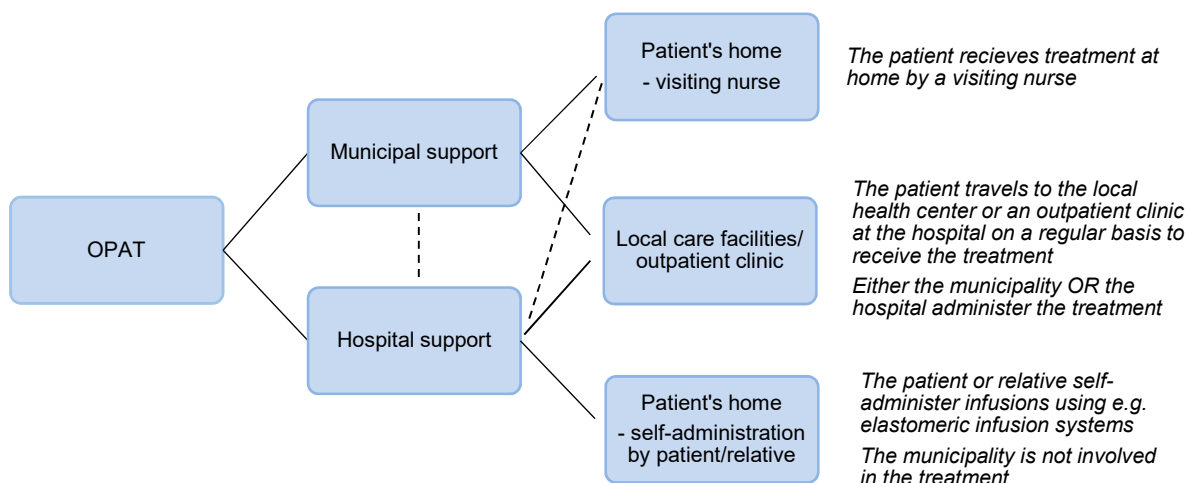 OPAT
Municipal support
Hospital support
Patient's home
- visiting nurse
The patient recieves treatment at
home by a visiting nurse
Local care facilities/
outpatient clinic
The patient travels to the local
health center or an outpatient clinic
at the hospital on a regular basis to
receive the treatment
Either the municipality OR the
hospital administer the treatment
Patient's home
- self-administration
by patient/relative
The patient or relative self-
administer infusions using e.g.
elastomeric infusion systems
The municipality is not involved
in the treatment